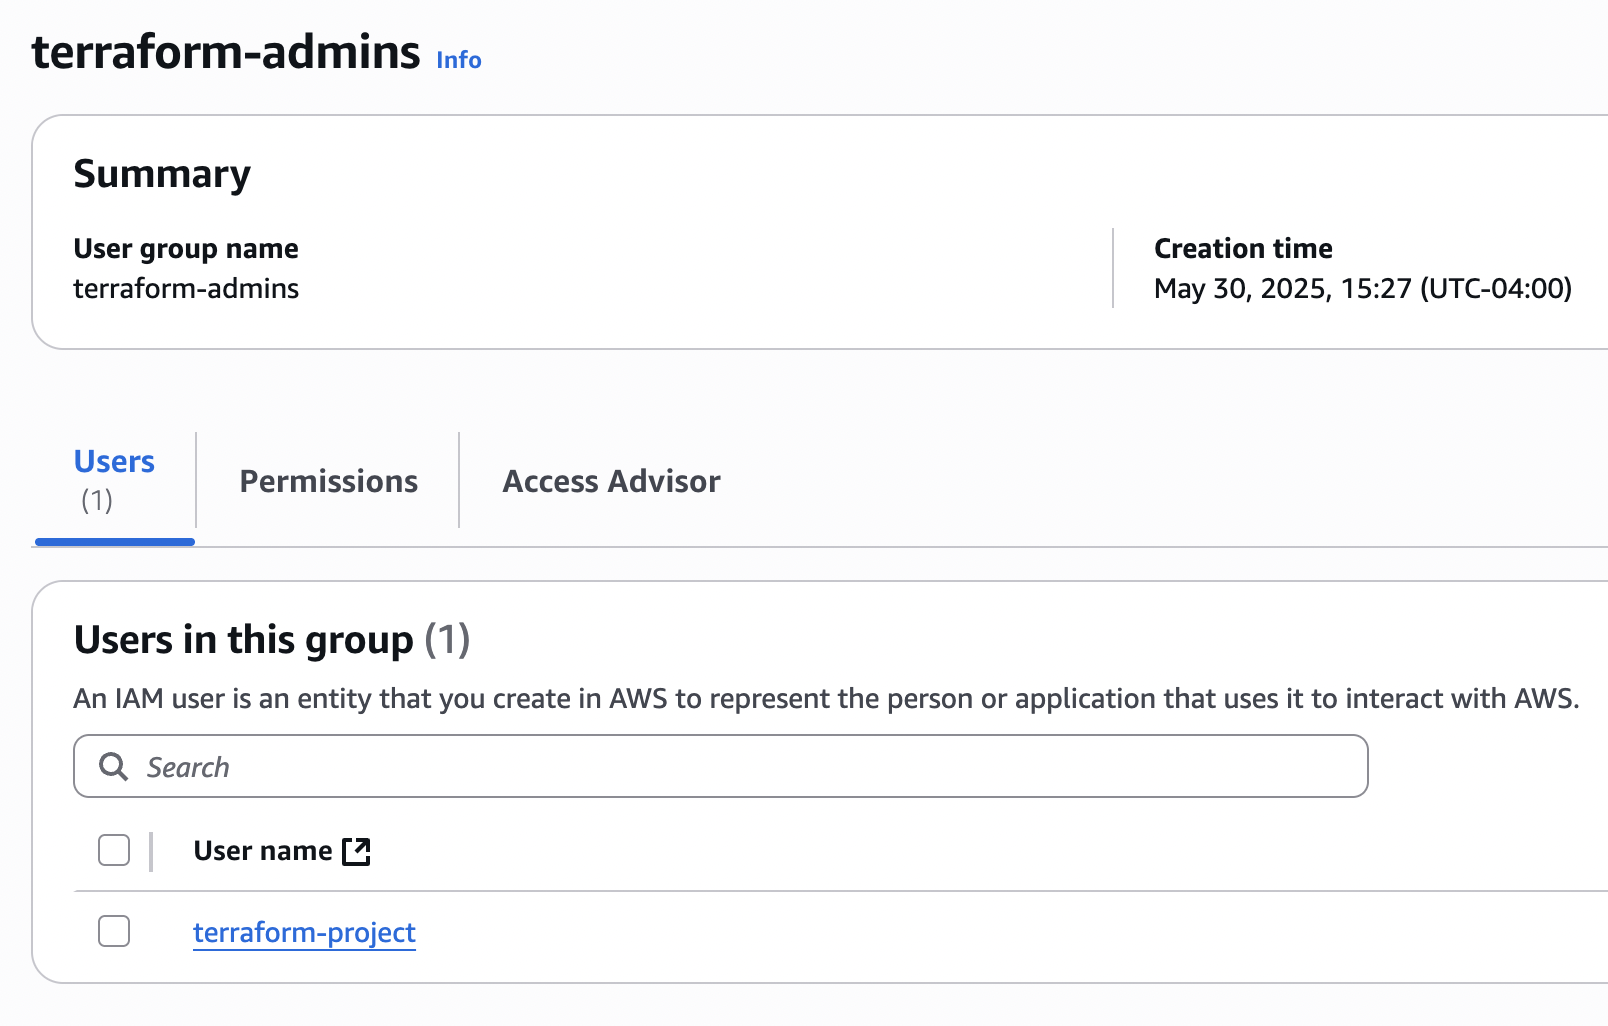 terraform-admins Info
Summary
User group name
terraform-admins
Creation time
May 30, 2025, 15:27 (UTC-04:00)
Users
(1)
Permissions
Access Advisor
Users in this group (1)
An IAM user is an entity that you create in AWS to represent the person or application that uses it to interact with AWS.
Search
User name
terraform-project